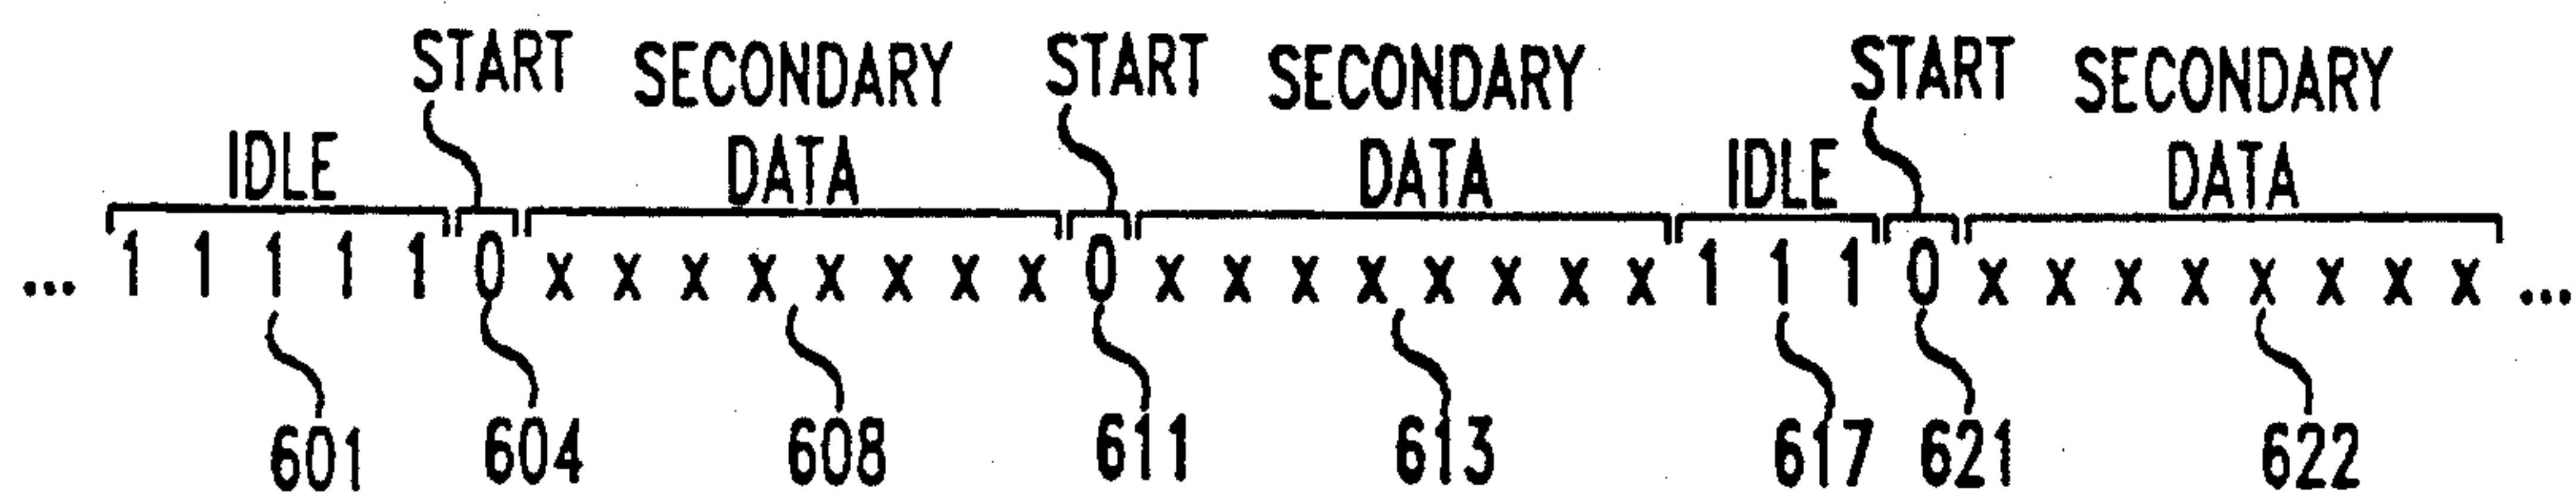 START SECONDARY START SECONDARY START SECONDARY
IDLE DATA DATA IDLE DATA
... 1 1 1 1 1 0 x x x x x x x x 0 x x x x x x x x 1 1 1 0 x x x x x x x x ...
601 604 608 611 613 617 621 622